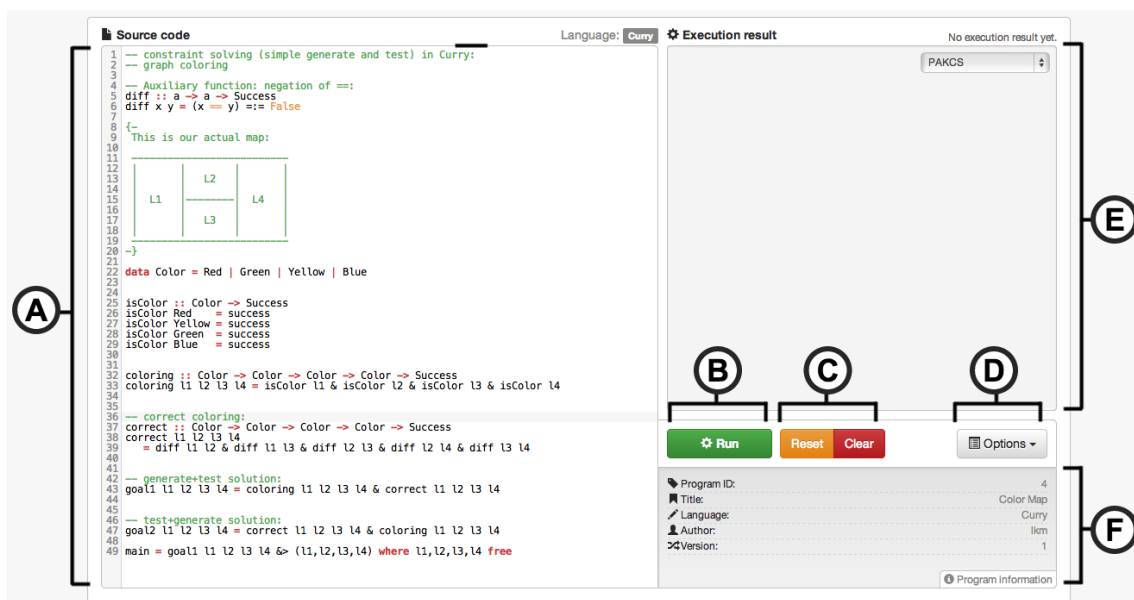 Source code
Language: Curry
1 -- constraint solving (simple generate and test) in Curry:
2 -- graph coloring
3
4 -- Auxiliary function: negation of ==:
5 diff :: a -> a -> Success
6 diff x y = (x == y) =:= False
7
8 {-
9 This is our actual map:
10
11 --------------------------
12 | | | |
13 | | L2 | |
14 | | | |
15 | L1 |--------| L4 |
16 | | | |
17 | | L3 | |
18 | | | |
19 --------------------------
20 -}
21
22 data Color = Red | Green | Yellow | Blue
23
24
25 isColor :: Color -> Success
26 isColor Red = success
27 isColor Yellow = success
28 isColor Green = success
29 isColor Blue = success
30
31
32 coloring :: Color -> Color -> Color -> Color -> Success
33 coloring l1 l2 l3 l4 = isColor l1 & isColor l2 & isColor l3 & isColor l4
34
35
36 -- correct coloring:
37 correct :: Color -> Color -> Color -> Color -> Success
38 correct l1 l2 l3 l4
39 = diff l1 l2 & diff l1 l3 & diff l2 l3 & diff l2 l4 & diff l3 l4
40
41
42 -- generate+test solution:
43 goal1 l1 l2 l3 l4 = coloring l1 l2 l3 l4 & correct l1 l2 l3 l4
44
45
46 -- test+generate solution:
47 goal2 l1 l2 l3 l4 = correct l1 l2 l3 l4 & coloring l1 l2 l3 l4
48
49 main = goal1 l1 l2 l3 l4 &> (l1,l2,l3,l4) where l1,l2,l3,l4 free
A
Execution result
No execution result yet.
PAKCS
E
B
C
D
Run
Reset
Clear
Options
Program ID: 4
Title: Color Map
Language: Curry
Author: lkm
Version: 1
Program information
F